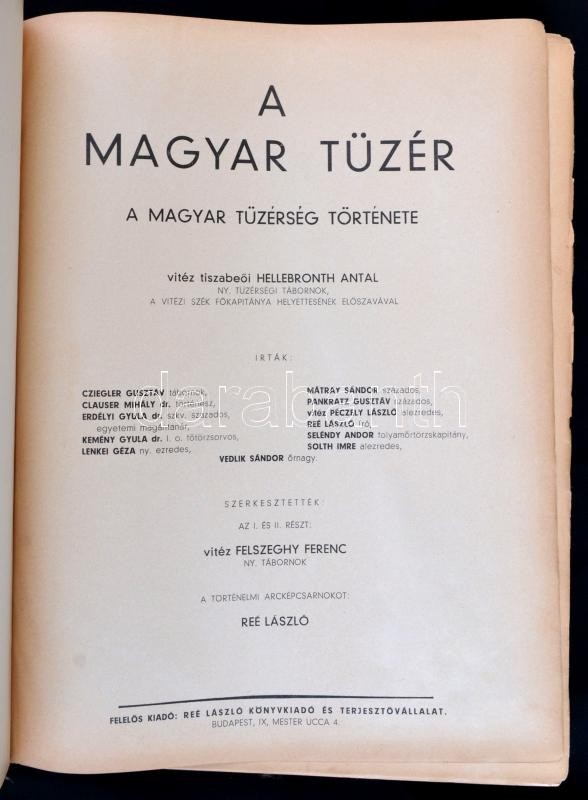 A
MAGYAR TÜZÉR
A MAGYAR TÜZÉRSÉG TÖRTÉNETE
vitéz tiszabeői HELLEBRONTH ANTAL
NY. TÜZÉRSÉGI TÁBORNOK,
A VITÉZI SZÉK FŐKAPITÁNYA HELYETTESÉNEK ELŐSZAVÁVAL
IRTÁK:
CZIEGLER GUSZTÁV tábornok,
CLAUSER MIHÁLY dr. történész,
ERDÉLYI GYULA dr. szkv. százados,
egyetemi magántanár,
KEMÉNY GYULA dr. I. o. főtörzsorvos,
LENKEI GÉZA ny. ezredes,
MÁTRAY SÁNDOR százados,
PANKRATZ GUSZTÁV százados,
vitéz PÉCZELY LÁSZLÓ alezredes,
REÉ LÁSZLÓ író,
SELÉNDY ANDOR folyamőrtörzskapitány,
SOLTH IMRE alezredes,
VEDLIK SÁNDOR őrnagy.
darabanth
SZERKESZTETTÉK:
AZ I. ÉS II. RÉSZT:
vitéz FELSZEGHY FERENC
NY. TÁBORNOK
A TÖRTÉNELMI ARCKÉPCSARNOKOT:
REÉ LÁSZLÓ
FELELŐS KIADÓ: REÉ LÁSZLÓ KÖNYVKIADÓ ÉS TERJESZTŐVÁLLALAT.
BUDAPEST, IX, MESTER UCCA 4.